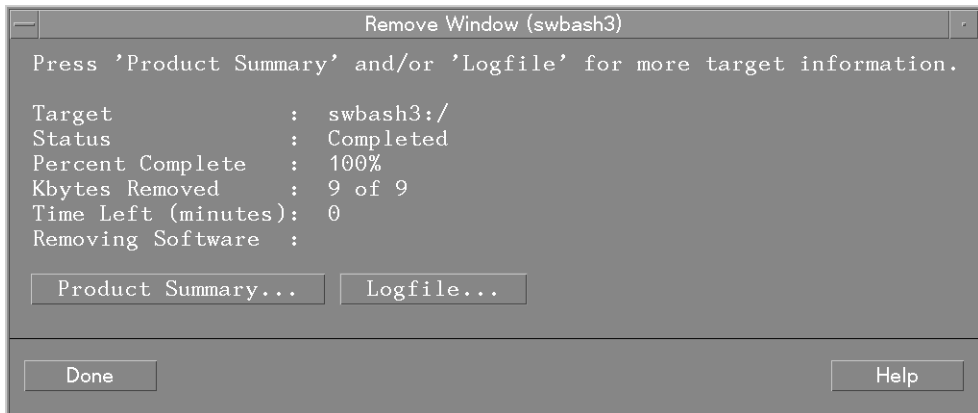 Remove Window (swbash3)
Press 'Product Summary' and/or 'Logfile' for more target information.
Target : swbash3:/
Status : Completed
Percent Complete : 100%
Kbytes Removed : 9 of 9
Time Left (minutes): 0
Removing Software :
Product Summary... Logfile...
Done Help